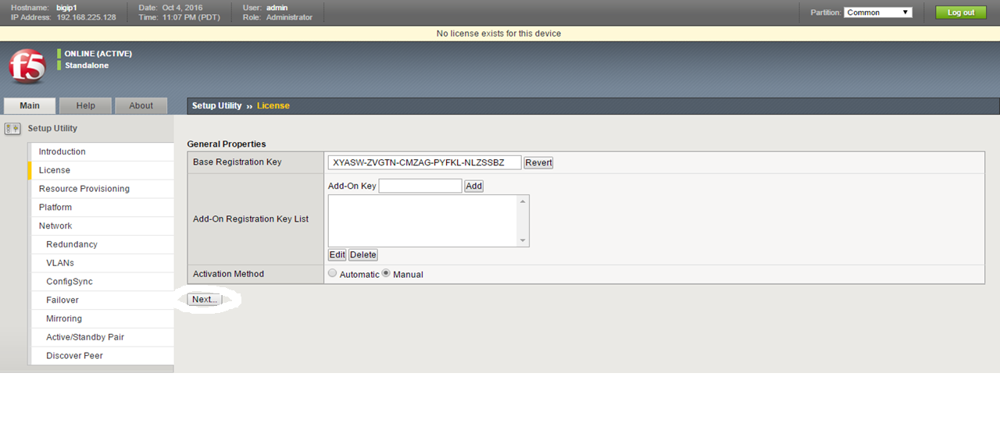 Hostname: bigip1 Date: Oct 4, 2016 User: admin
IP Address: 192.168.225.128 Time: 11:07 PM (PDT) Role: Administrator
Partition: Common Log out
No license exists for this device
f5
ONLINE (ACTIVE)
Standalone
Main Help About
Setup Utility ›› License
Setup Utility
Introduction
License
Resource Provisioning
Platform
Network
Redundancy
VLANs
ConfigSync
Failover
Mirroring
Active/Standby Pair
Discover Peer
General Properties
Base Registration Key XYASW-ZVGTN-CMZAG-PYFKL-NLZSSBZ Revert
Add-On Registration Key List
Add-On Key Add
Edit Delete
Activation Method Automatic Manual
Next...